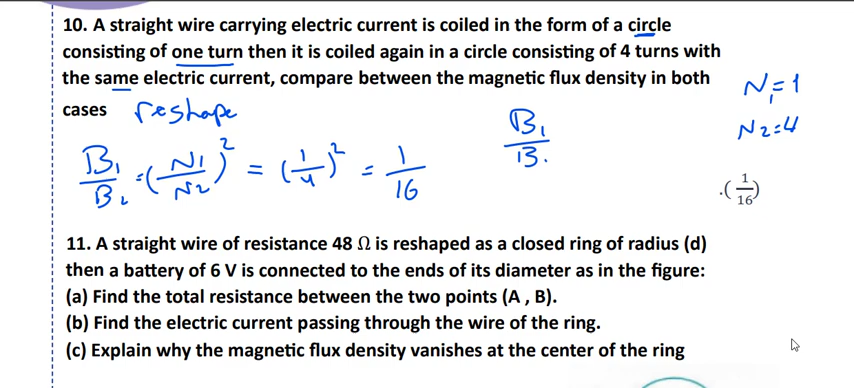 10. A straight wire carrying electric current is coiled in the form of a circle
consisting of one turn then it is coiled again in a circle consisting of 4 turns with
the same electric current, compare between the magnetic flux density in both
cases reshape
N₁=1
N2=4
B₁/B.
B₁/B₂ =(N1/N2)² = (1/4)² = 1/16
.(1/16)
11. A straight wire of resistance 48 Ω is reshaped as a closed ring of radius (d)
then a battery of 6 V is connected to the ends of its diameter as in the figure:
(a) Find the total resistance between the two points (A , B).
(b) Find the electric current passing through the wire of the ring.
(c) Explain why the magnetic flux density vanishes at the center of the ring